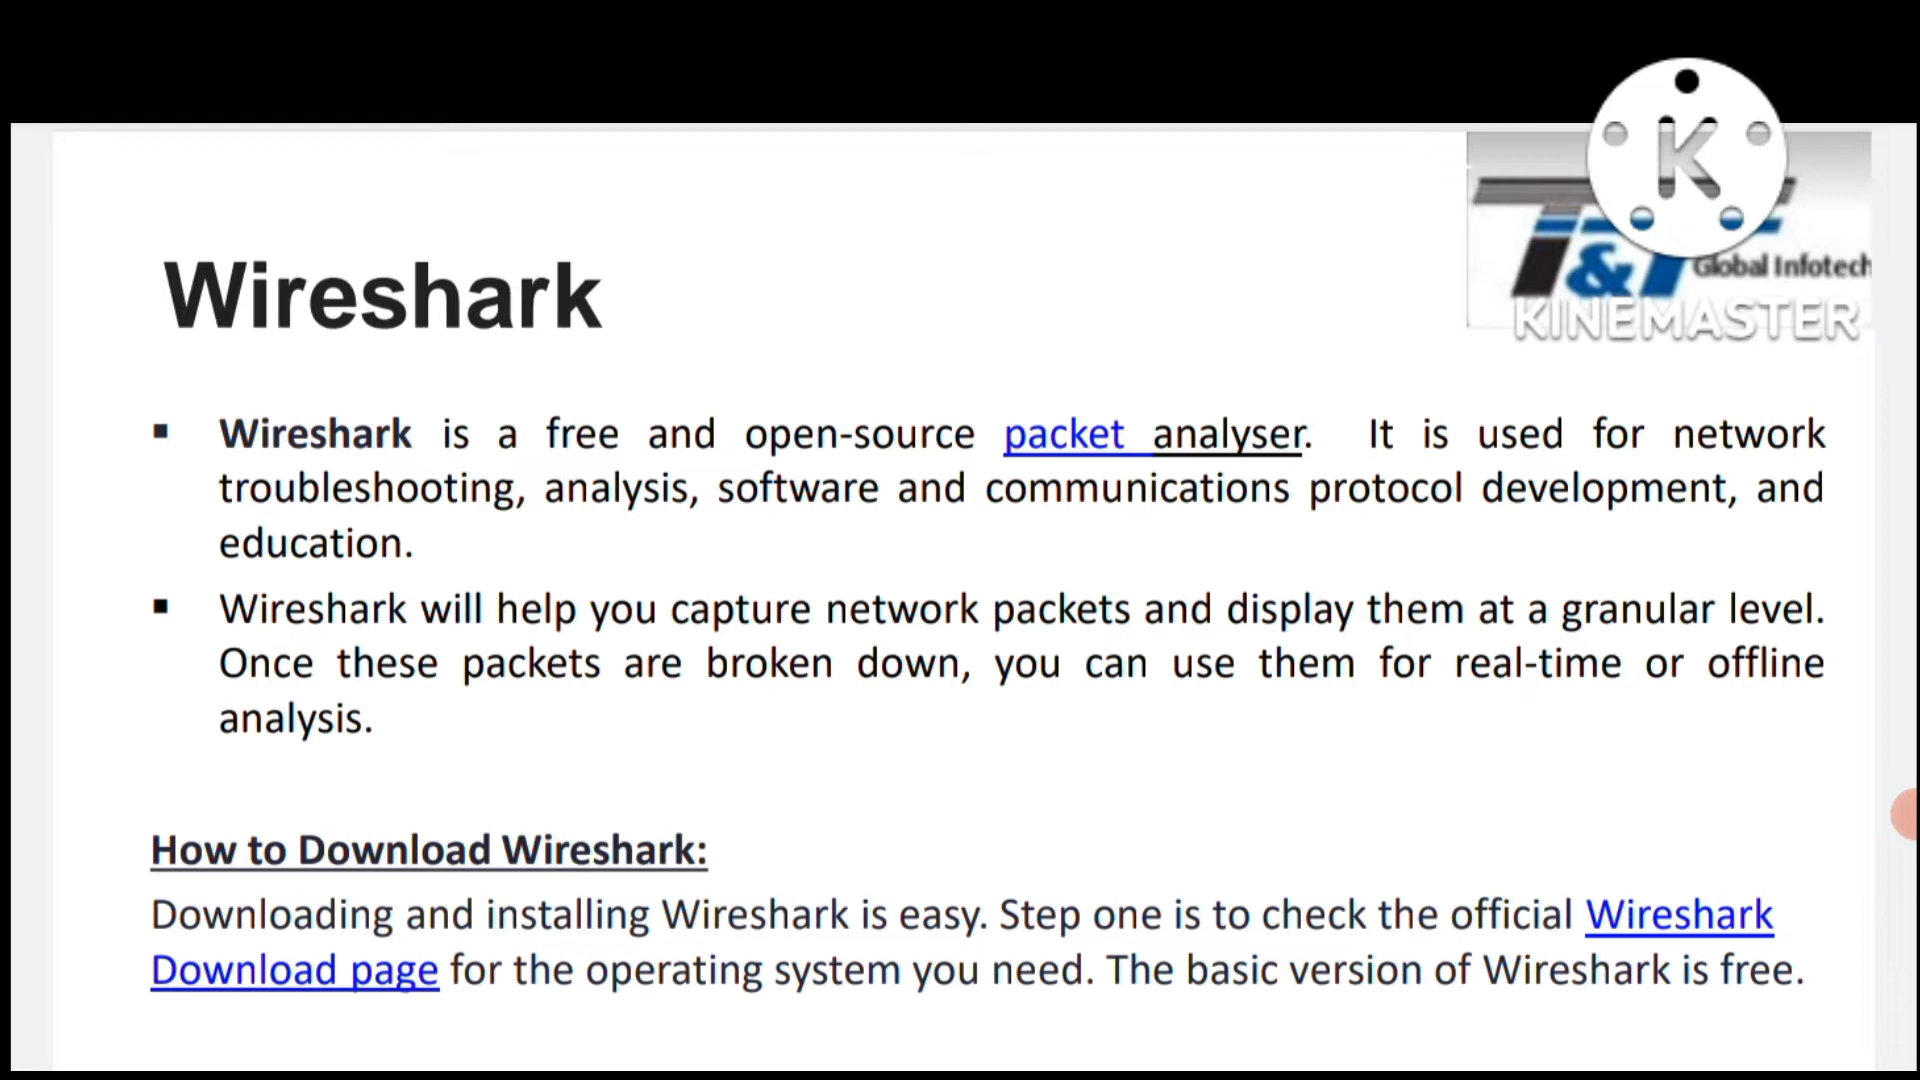 K
T&T
Global Infotech
KINEMASTER
Wireshark
▪ Wireshark is a free and open-source packet analyser. It is used for network
troubleshooting, analysis, software and communications protocol development, and
education.
▪ Wireshark will help you capture network packets and display them at a granular level.
Once these packets are broken down, you can use them for real-time or offline
analysis.
How to Download Wireshark:
Downloading and installing Wireshark is easy. Step one is to check the official Wireshark
Download page for the operating system you need. The basic version of Wireshark is free.